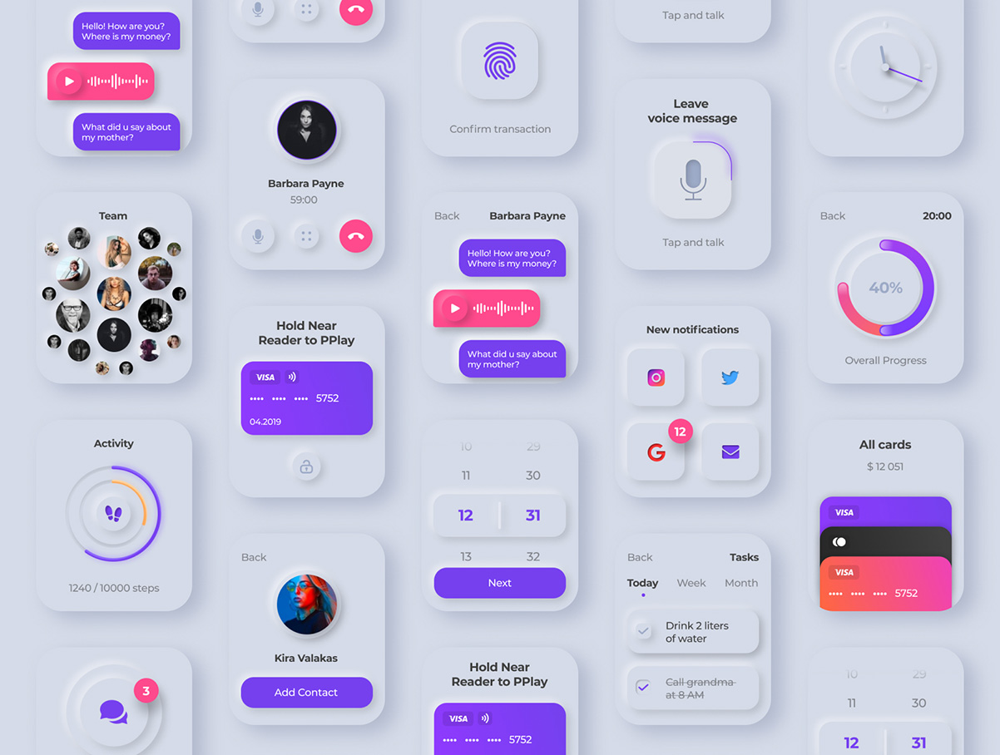 Hello! How are you?
Where is my money?
What did u say about
my mother?
Team
Activity
1240 / 10000 steps
3
Barbara Payne
59:00
Hold Near
Reader to PPlay
VISA
•••• •••• •••• 5752
04.2019
Back
Kira Valakas
Add Contact
Confirm transaction
Back Barbara Payne
Hello! How are you?
Where is my money?
What did u say about
my mother?
10 29
11 30
12 31
13 32
Next
Hold Near
Reader to PPlay
VISA
•••• •••• •••• 5752
Tap and talk
Leave
voice message
Tap and talk
New notifications
G
12
Back Tasks
Today Week Month
Drink 2 liters
of water
Call grandma
at 8 AM
Back 20:00
40%
Overall Progress
All cards
$ 12 051
VISA
VISA
•••• •••• •••• 5752
10 29
11 30
12 31